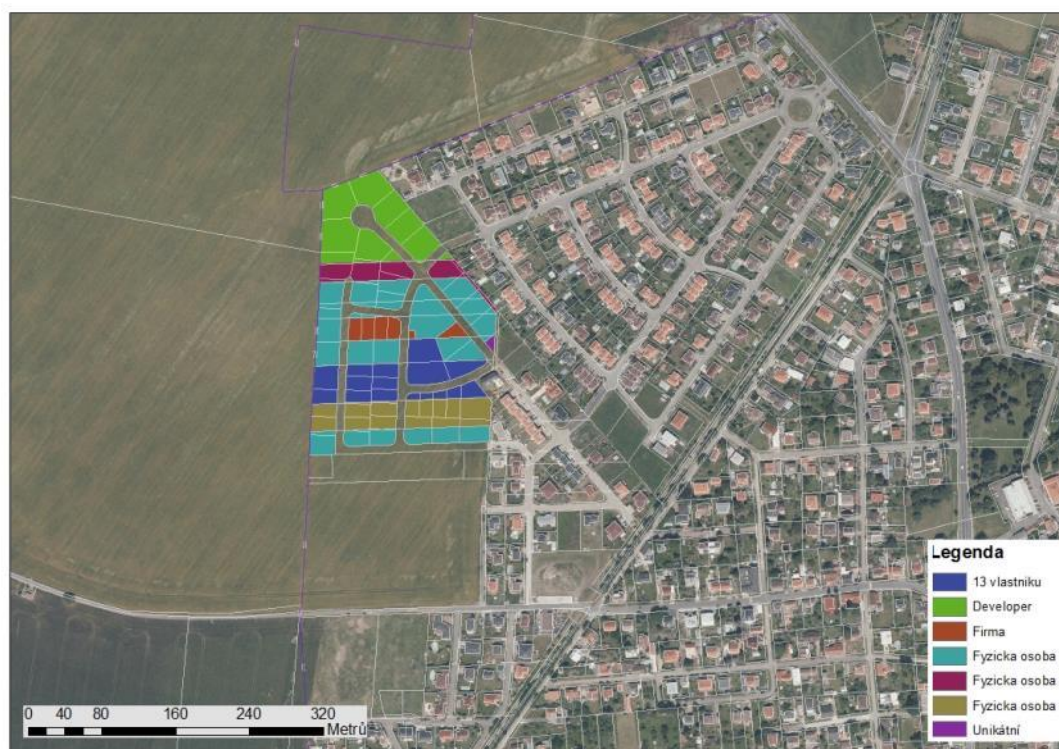 Legenda
13 vlastniku
Developer
Firma
Fyzicka osoba
Fyzicka osoba
Fyzicka osoba
Unikátní
0 40 80 160 240 320
Metrů